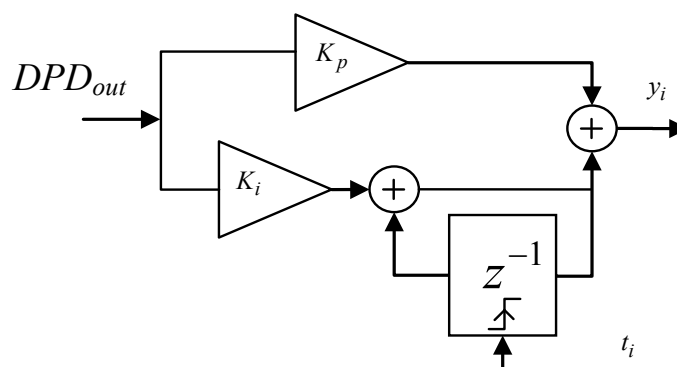 K_p
DPD_out
y_i
+
K_i
+
z^{-1}
t_i